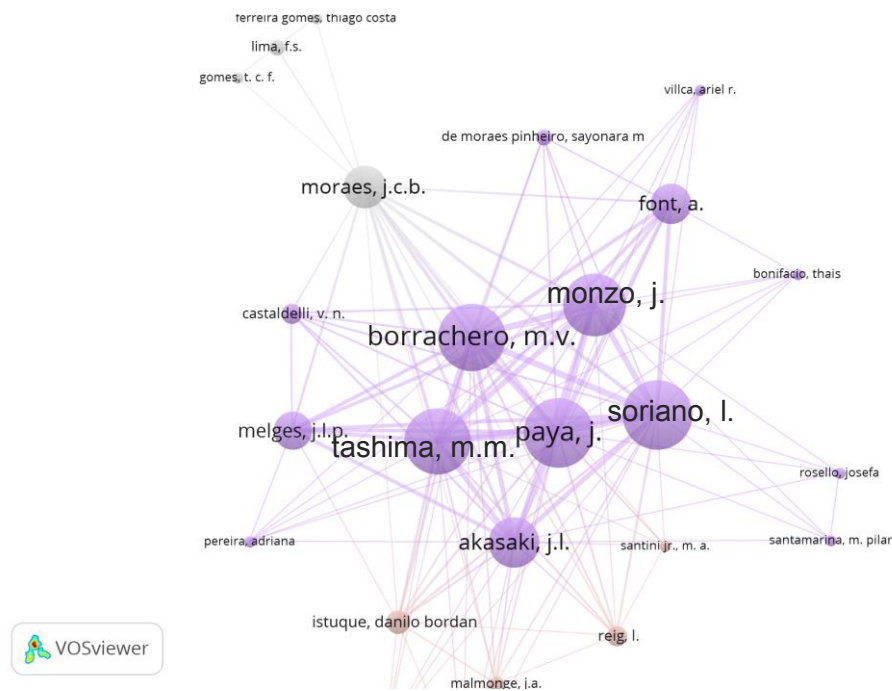 ferreira gomes, thiago costa
lima, f.s.
gomes, t. c. f.
villca, ariel r.
de moraes pinheiro, sayonara m
moraes, j.c.b.
font, a.
bonifacio, thais
monzo, j.
castaldelli, v. n.
borrachero, m.v.
soriano, l.
melges, j.l.p.
paya, j.
tashima, m.m.
rosello, josefa
pereira, adriana
akasaki, j.l.
santini jr., m. a.
santamarina, m. pilar
istuque, danilo bordan
reig, l.
VOSviewer
malmonge, j.a.